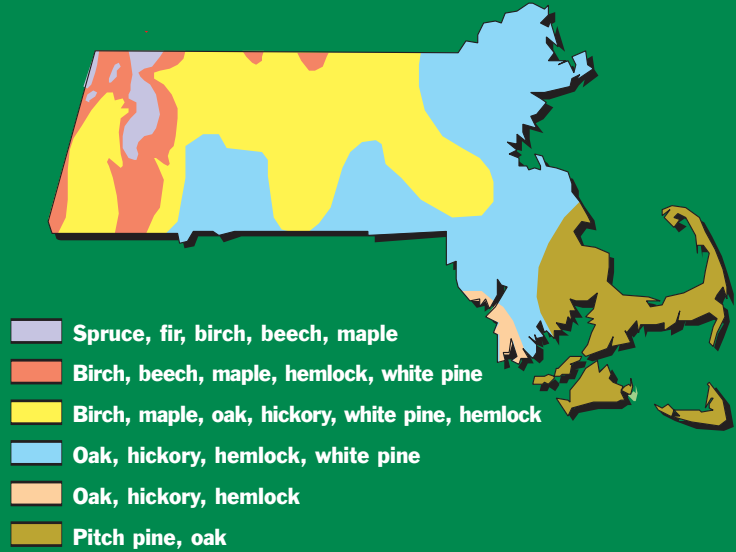 Spruce, fir, birch, beech, maple
Birch, beech, maple, hemlock, white pine
Birch, maple, oak, hickory, white pine, hemlock
Oak, hickory, hemlock, white pine
Oak, hickory, hemlock
Pitch pine, oak